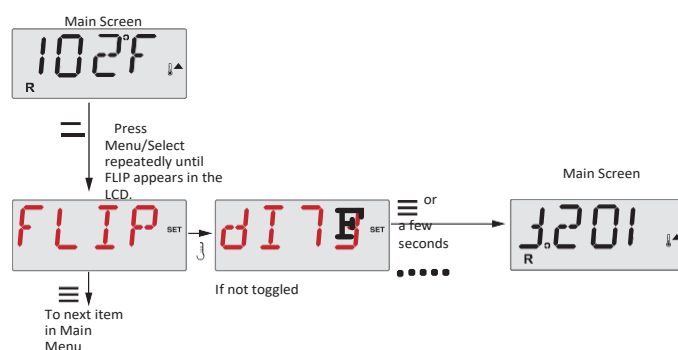 Main Screen
102°F
R
Press
Menu/Select
repeatedly until
FLIP appears in the
LCD.
FLIP SET
SET
or
a few
seconds
If not toggled
Main Screen
R
To next item
in Main
Menu